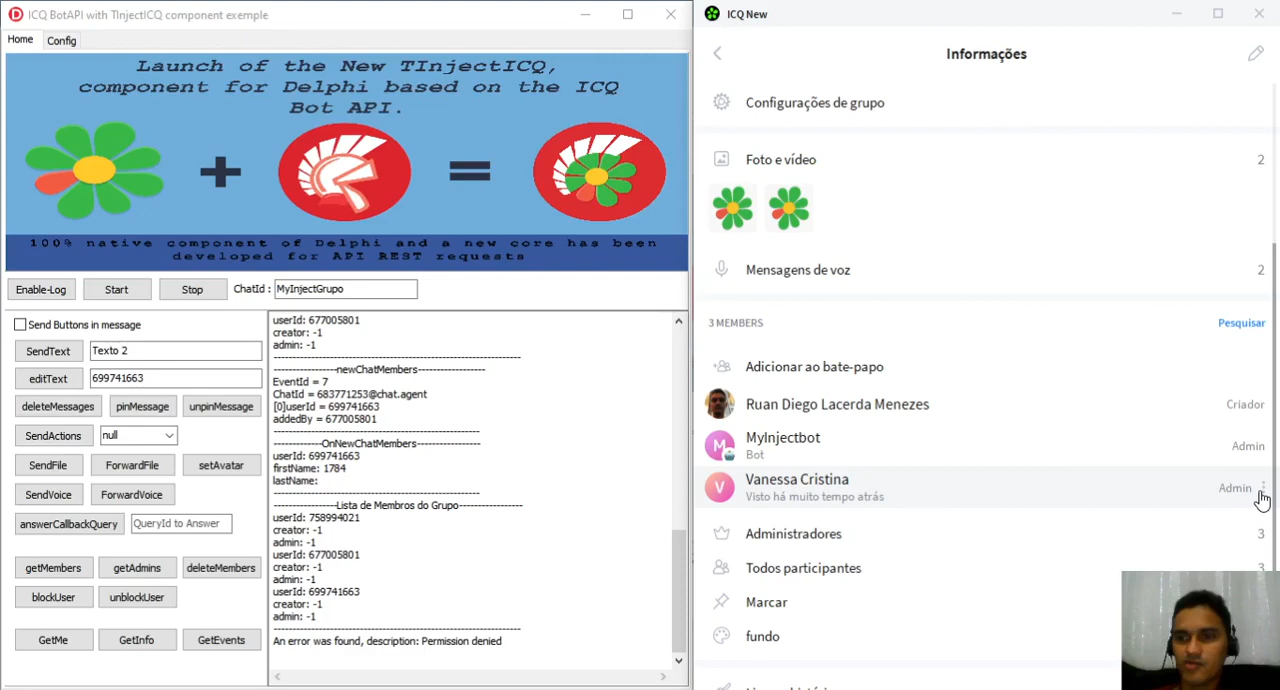 ICQ BotAPI with TInjectICQ component exemple
Home
Config
Launch of the New TInjectICQ,
component for Delphi based on the ICQ
Bot API.
+
=
100% native component of Delphi and a new core has been
developed for API REST requests
Enable-Log
Start
Stop
ChatId :
MyInjectGrupo
Send Buttons in message
SendText
Texto 2
editText
699741663
deleteMessages
pinMessage
unpinMessage
SendActions
null
SendFile
ForwardFile
setAvatar
SendVoice
ForwardVoice
answerCallbackQuery
QueryId to Answer
getMembers
getAdmins
deleteMembers
blockUser
unblockUser
GetMe
GetInfo
GetEvents
userId: 677005801
creator: -1
admin: -1
----------------newChatMembers-----------------
EventId = 7
ChatId = 683771253@chat.agent
[0]userId = 699741663
addedBy = 677005801
-------------OnNewChatMembers-----------------
userId: 699741663
firstName: 1784
lastName:
----------------Lista de Membros do Grupo----------------
userId: 758994021
creator: -1
admin: -1
userId: 677005801
creator: -1
admin: -1
userId: 699741663
creator: -1
admin: -1
An error was found, description: Permission denied
ICQ New
Informações
Configurações de grupo
Foto e vídeo
2
Mensagens de voz
2
3 MEMBERS
Pesquisar
Adicionar ao bate-papo
Ruan Diego Lacerda Menezes
Criador
M
MyInjectbot
Bot
Admin
V
Vanessa Cristina
Visto há muito tempo atrás
Admin
Administradores
3
Todos participantes
3
Marcar
fundo